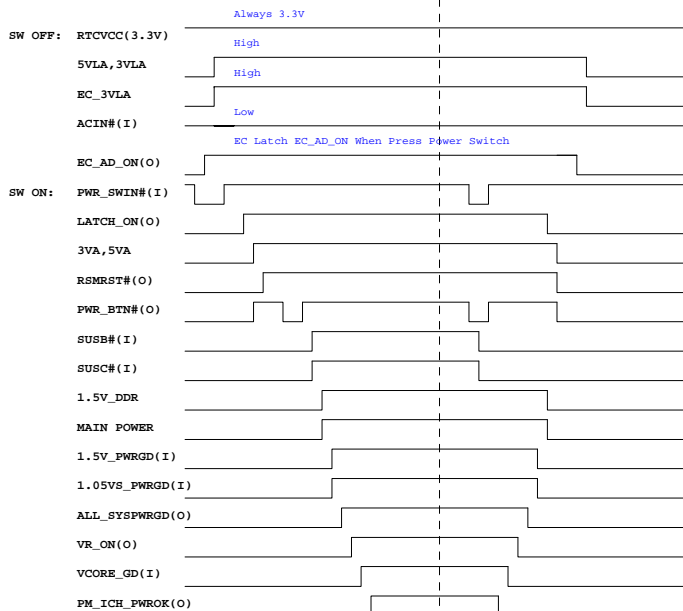 Always 3.3V
SW OFF: RTCVCC(3.3V)
High
5VLA,3VLA
High
EC_3VLA
Low
ACIN#(I)
EC Latch EC_AD_ON When Press Power Switch
EC_AD_ON(O)
SW ON: PWR_SWIN#(I)
LATCH_ON(O)
3VA,5VA
RSMRST#(O)
PWR_BTN#(O)
SUSB#(I)
SUSC#(I)
1.5V_DDR
MAIN POWER
1.5V_PWRGD(I)
1.05VS_PWRGD(I)
ALL_SYSPWRGD(O)
VR_ON(O)
VCORE_GD(I)
PM_ICH_PWROK(O)